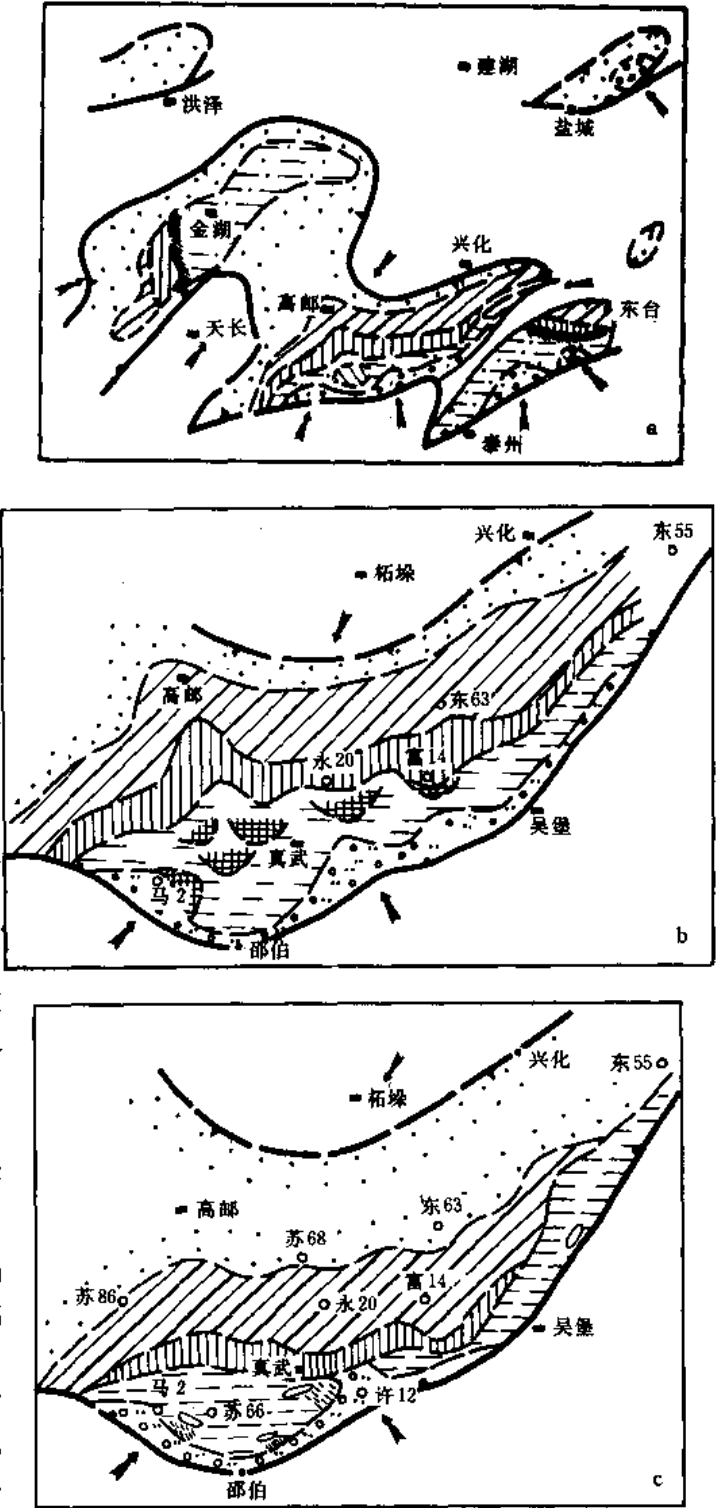 建湖
洪泽
盐城
金湖
兴化
高邮
天长
东台
泰州
a
兴化
东55
柘垛
高邮
东63
永20
富14
吴堡
真武
马2
邵伯
b
兴化
东55
柘垛
高邮
东63
苏68
苏86
富14
永20
吴堡
真武
马2
许12
苏66
邵伯
c